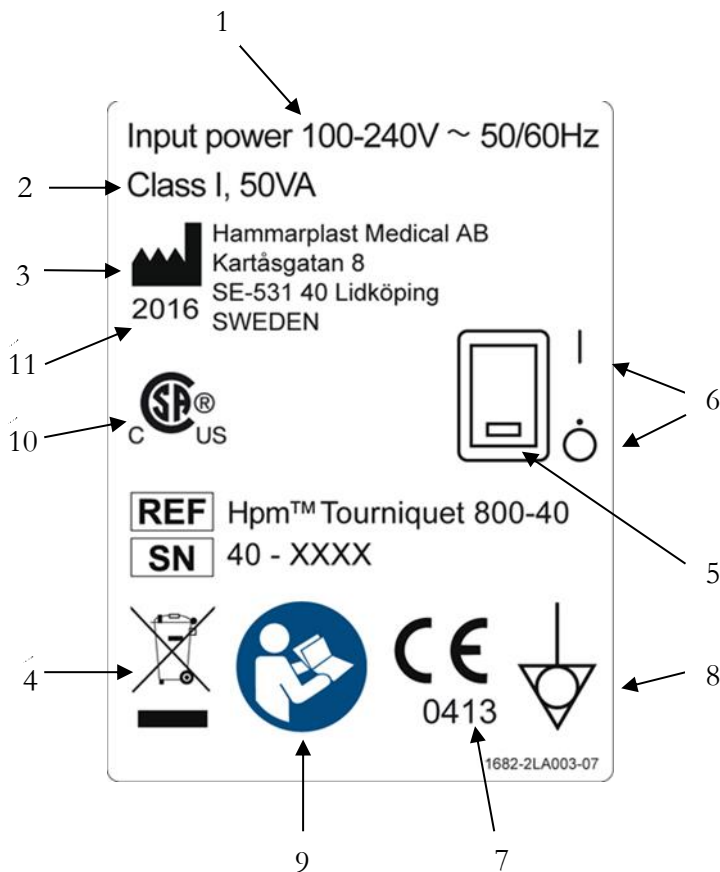 1
Input power 100-240V ~ 50/60Hz
2
Class I, 50VA
3
Hammarplast Medical AB
Kartåsgatan 8
SE-531 40 Lidköping
SWEDEN
2016
11
6
CSA®
C US
10
REF Hpm™ Tourniquet 800-40
SN 40 - XXXX
5
4
CE
0413
8
1682-2LA003-07
9
7